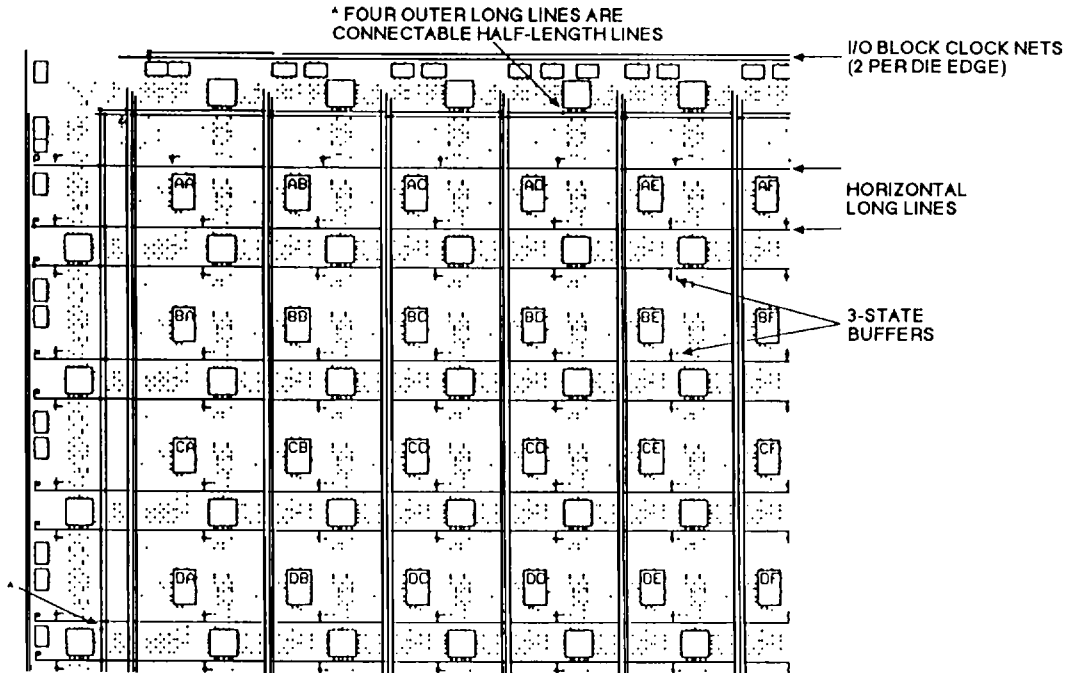 * FOUR OUTER LONG LINES ARE
CONNECTABLE HALF-LENGTH LINES
I/O BLOCK CLOCK NETS
(2 PER DIE EDGE)
AA AB AC AD AE AF
HORIZONTAL
LONG LINES
BA BB BC BD BE BF
3-STATE
BUFFERS
CA CB CC CD CE CF
DA DB DC DD DE DF
*